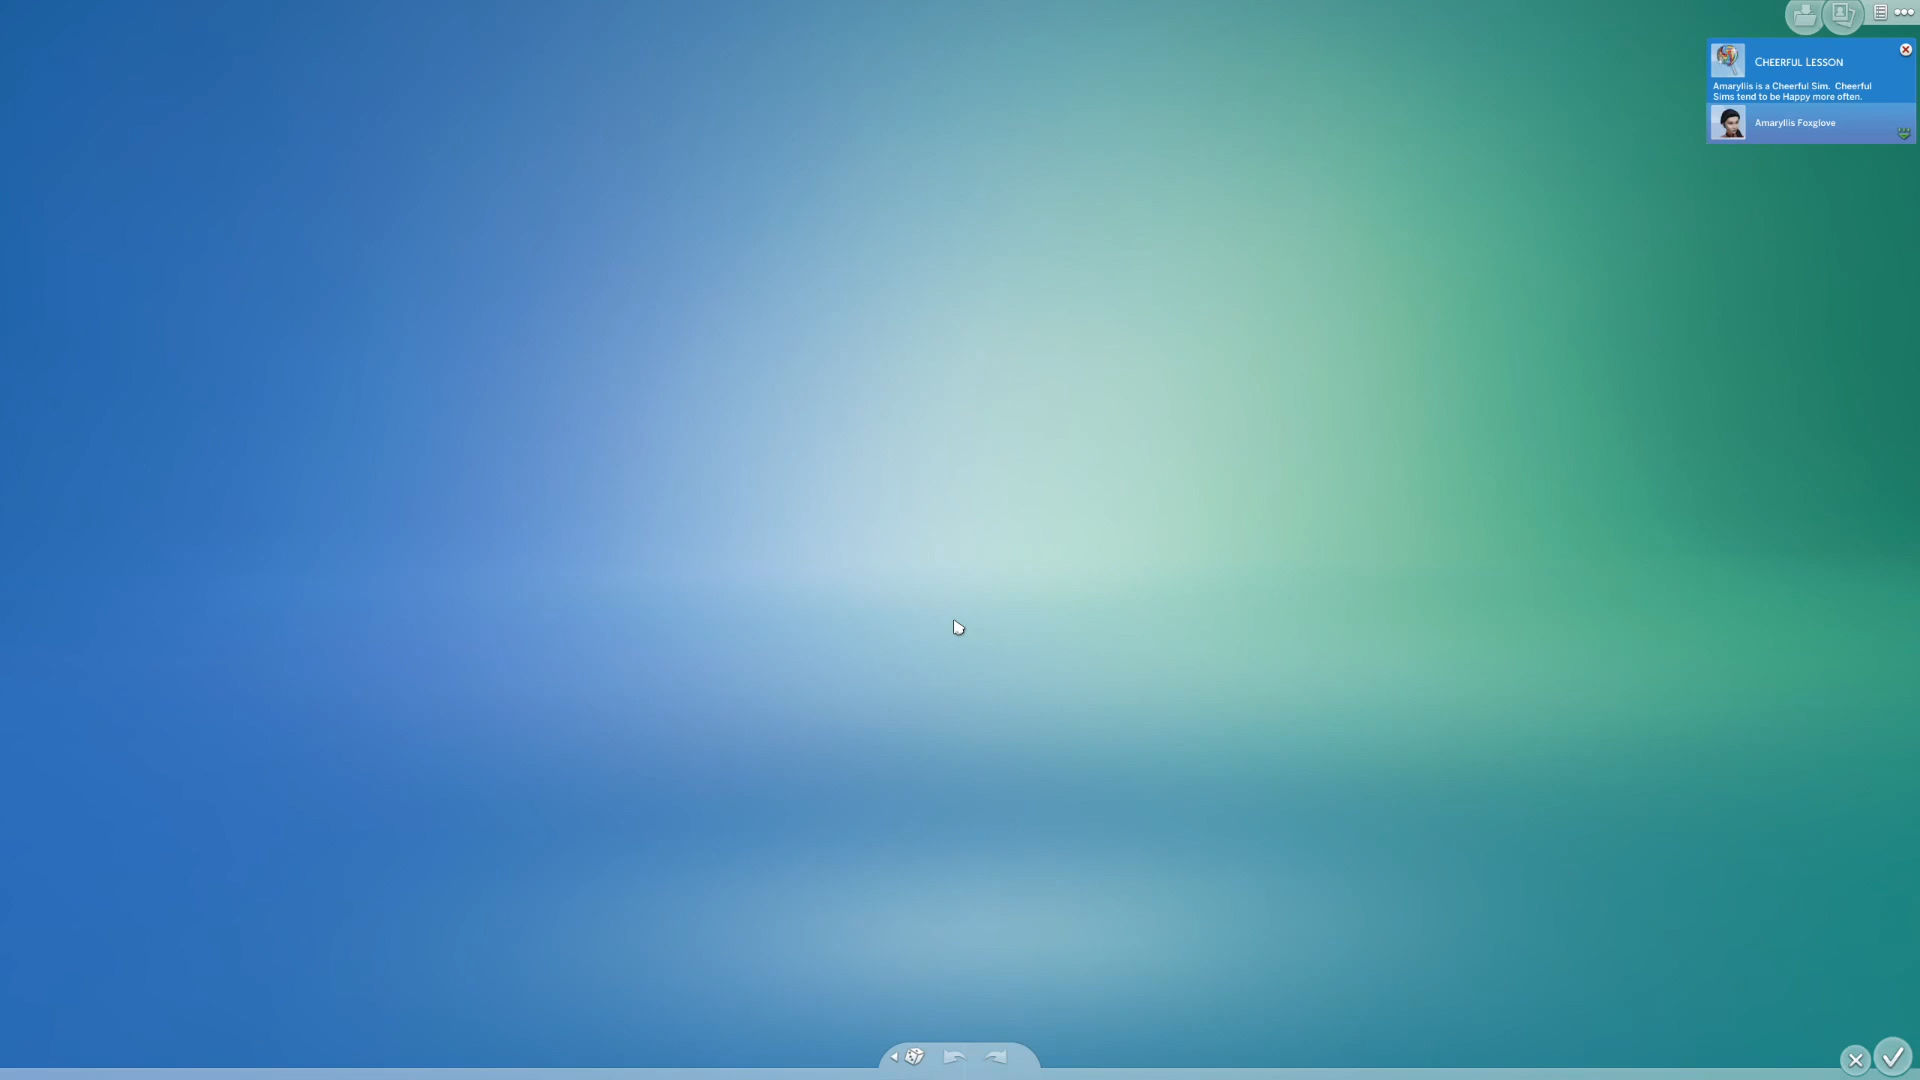 Cheerful Lesson
Amaryllis is a Cheerful Sim. Cheerful
Sims tend to be Happy more often.
Amaryllis Foxglove